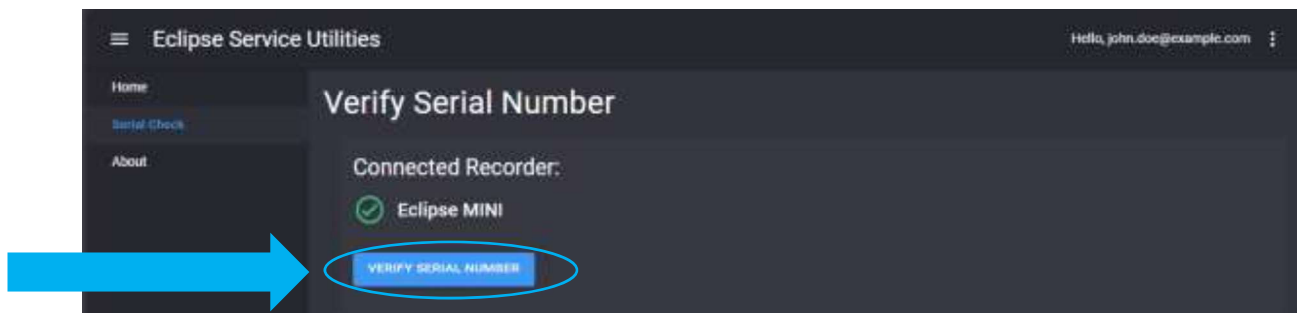 Eclipse Service Utilities
Hello, john.doe@example.com
Home
Serial Check
About
Verify Serial Number
Connected Recorder:
Eclipse MINI
VERIFY SERIAL NUMBER